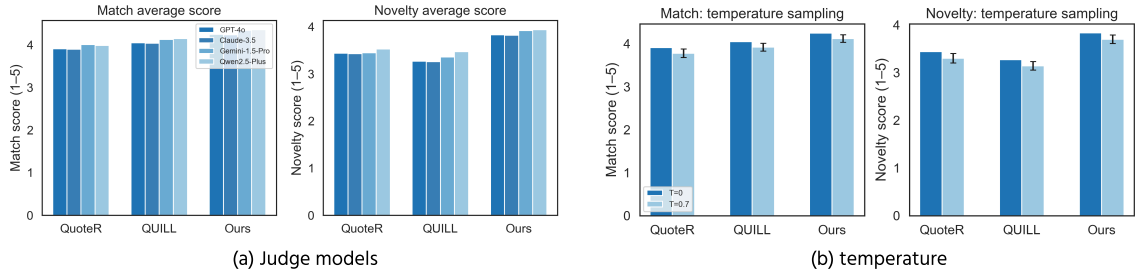 Match average score
Match score (1–5)
4
3
2
1
0
QuoteR
QUILL
Ours
GPT-4o
Claude-3.5
Gemini-1.5-Pro
Qwen2.5-Plus
Novelty average score
Novelty score (1–5)
4
3
2
1
0
QuoteR
QUILL
Ours
(a) Judge models
Match: temperature sampling
Match score (1–5)
4
3
2
1
0
T=0
T=0.7
QuoteR
QUILL
Ours
Novelty: temperature sampling
Novelty score (1–5)
4
3
2
1
0
QuoteR
QUILL
Ours
(b) temperature